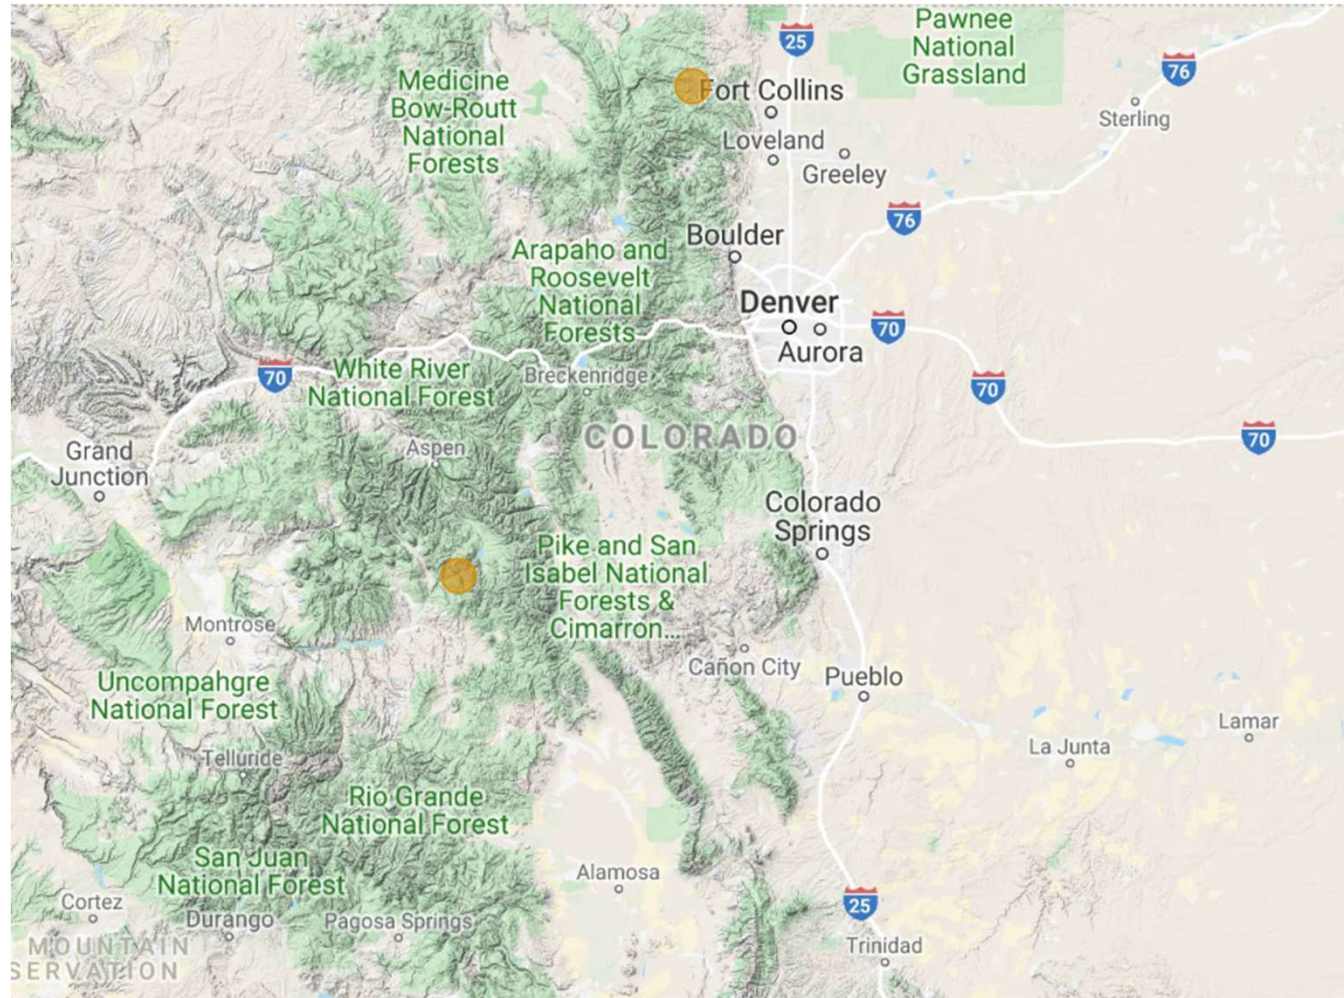 Pawnee
National
Grassland
25
76
Medicine
Bow-Routt
National
Forests
Fort Collins
Sterling
Loveland
Greeley
76
Boulder
Arapaho and
Roosevelt
National
Forests
Denver
70
Aurora
70
White River
National Forest
Breckenridge
70
COLORADO
70
Grand
Junction
Aspen
Colorado
Springs
Pike and San
Isabel National
Forests &
Cimarron...
Montrose
Cañon City
Pueblo
Uncompahgre
National Forest
Lamar
La Junta
Telluride
Rio Grande
National Forest
San Juan
National Forest
Alamosa
Cortez
Durango
Pagosa Springs
25
MOUNTAIN
SERVATION
Trinidad